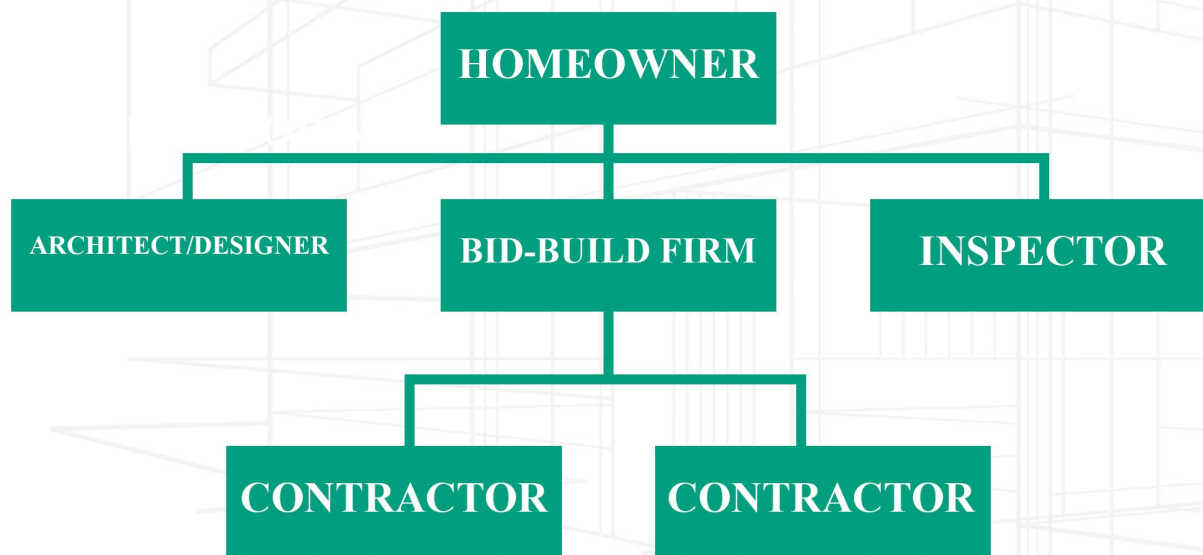 HOMEOWNER
ARCHITECT/DESIGNER
BID-BUILD FIRM
INSPECTOR
CONTRACTOR
CONTRACTOR